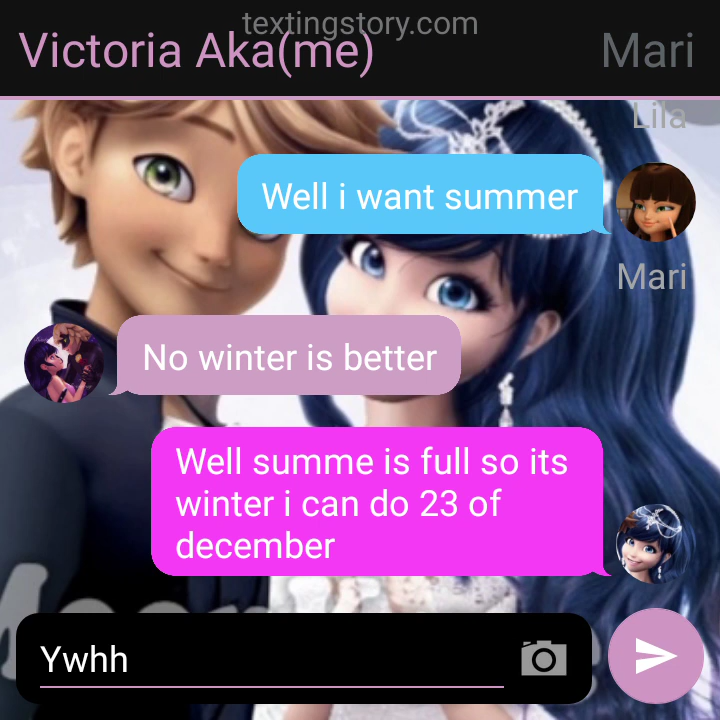 textingstory.com
Victoria Aka(me)
Mari
Lila
Well i want summer
Mari
No winter is better
Well summe is full so its
winter i can do 23 of
december
Ywhh